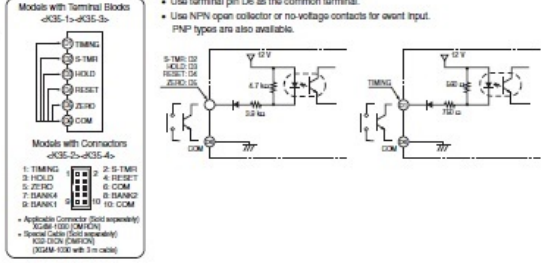 Models with Terminal Blocks
<K35-1><K35-3>
TIMING
S-TMR
HOLD
RESET
ZERO
COM
Models with Connectors
<K35-2><K35-4>
1: TIMING
3: HOLD
5: ZERO
7: BANK4
9: BANK1
1 2
9 10
2: S-TMR
4: RESET
6: COM
8: BANK2
10: COM
• Applicable Connector (Sold separately)
XG4M-1030 (OMRON)
• Special Cable (Sold separately)
K32-DICN (OMRON)
(XG4M-1030 with 3 m cable)
• Use terminal pin D6 as the common terminal.
• Use NPN open collector or no-voltage contacts for event input.
PNP types are also available.
S-TMR: D2
HOLD: D3
RESET: D4
ZERO: D5
12 V
4.7 kΩ
3.9 kΩ
COM
TIMING
12 V
750 Ω
COM